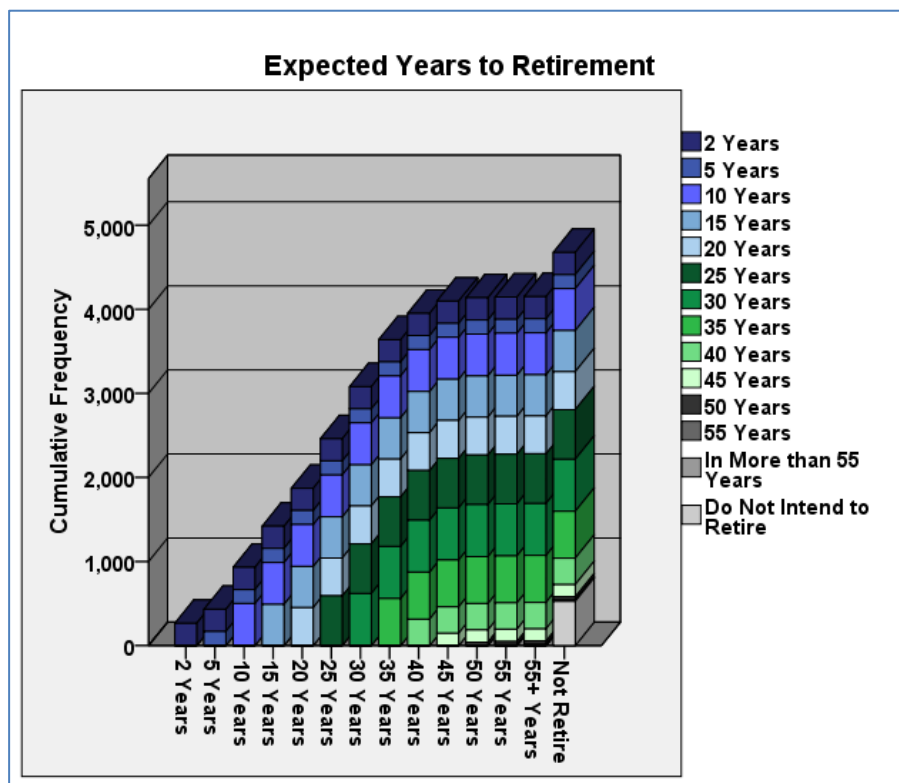 Expected Years to Retirement
Cumulative Frequency
5,000
4,000
3,000
2,000
1,000
0
2 Years
5 Years
10 Years
15 Years
20 Years
25 Years
30 Years
35 Years
40 Years
45 Years
50 Years
55 Years
55+ Years
Not Retire
2 Years
5 Years
10 Years
15 Years
20 Years
25 Years
30 Years
35 Years
40 Years
45 Years
50 Years
55 Years
In More than 55
Years
Do Not Intend to
Retire